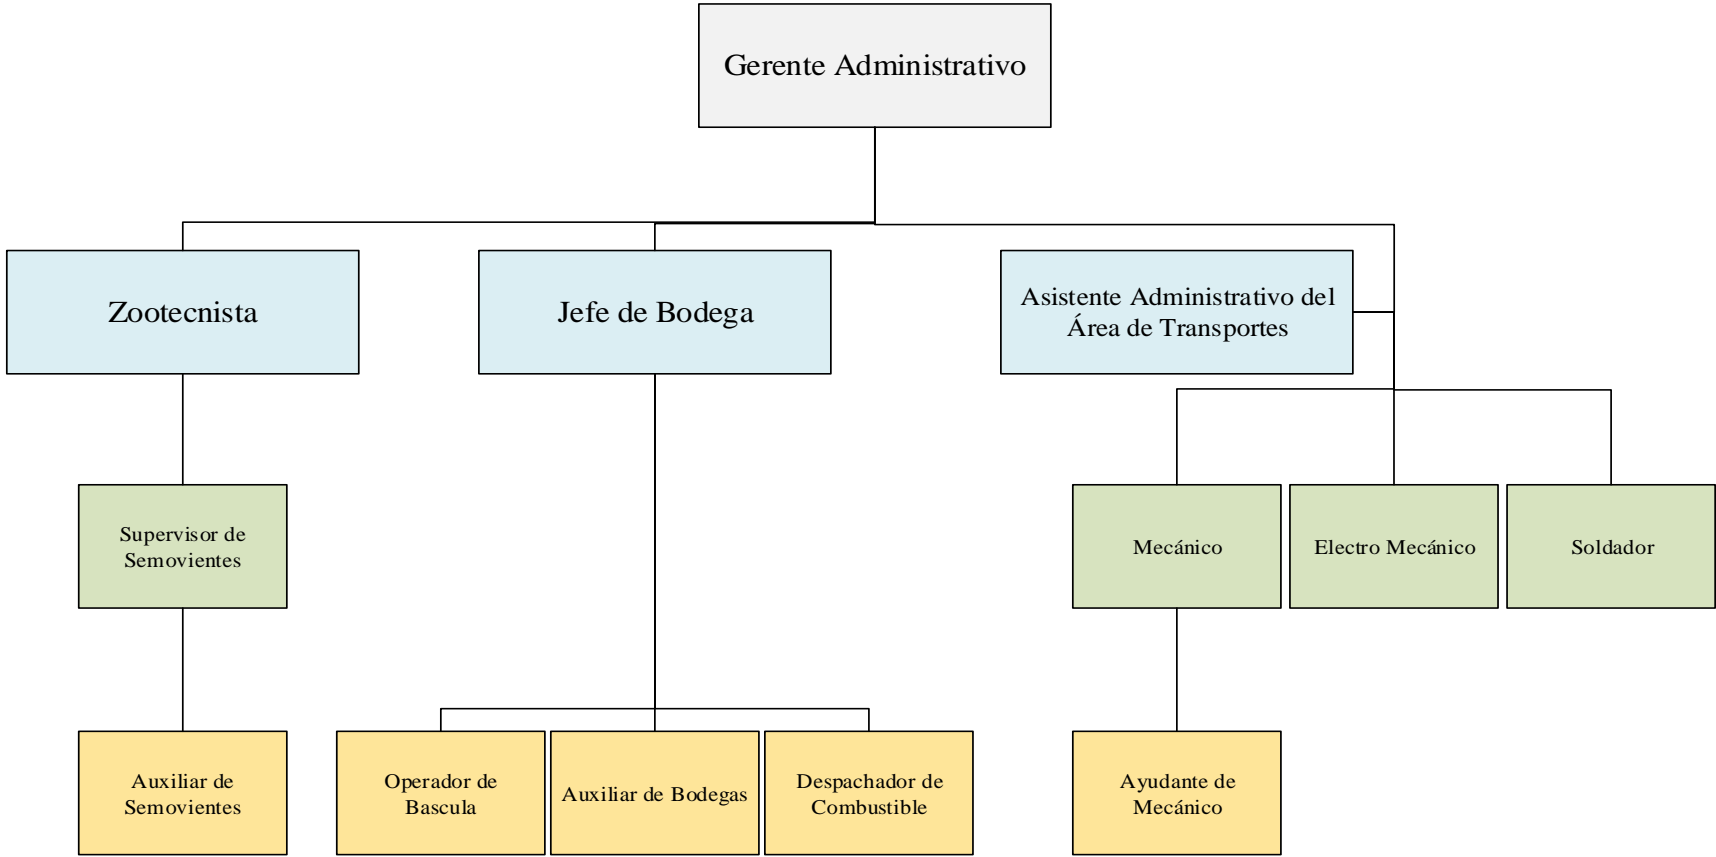 Gerente Administrativo
Zootecnista
Jefe de Bodega
Asistente Administrativo del
Área de Transportes
Supervisor de
Semovientes
Mecánico
Electro Mecánico
Soldador
Auxiliar de
Semovientes
Operador de
Bascula
Auxiliar de Bodegas
Despachador de
Combustible
Ayudante de
Mecánico